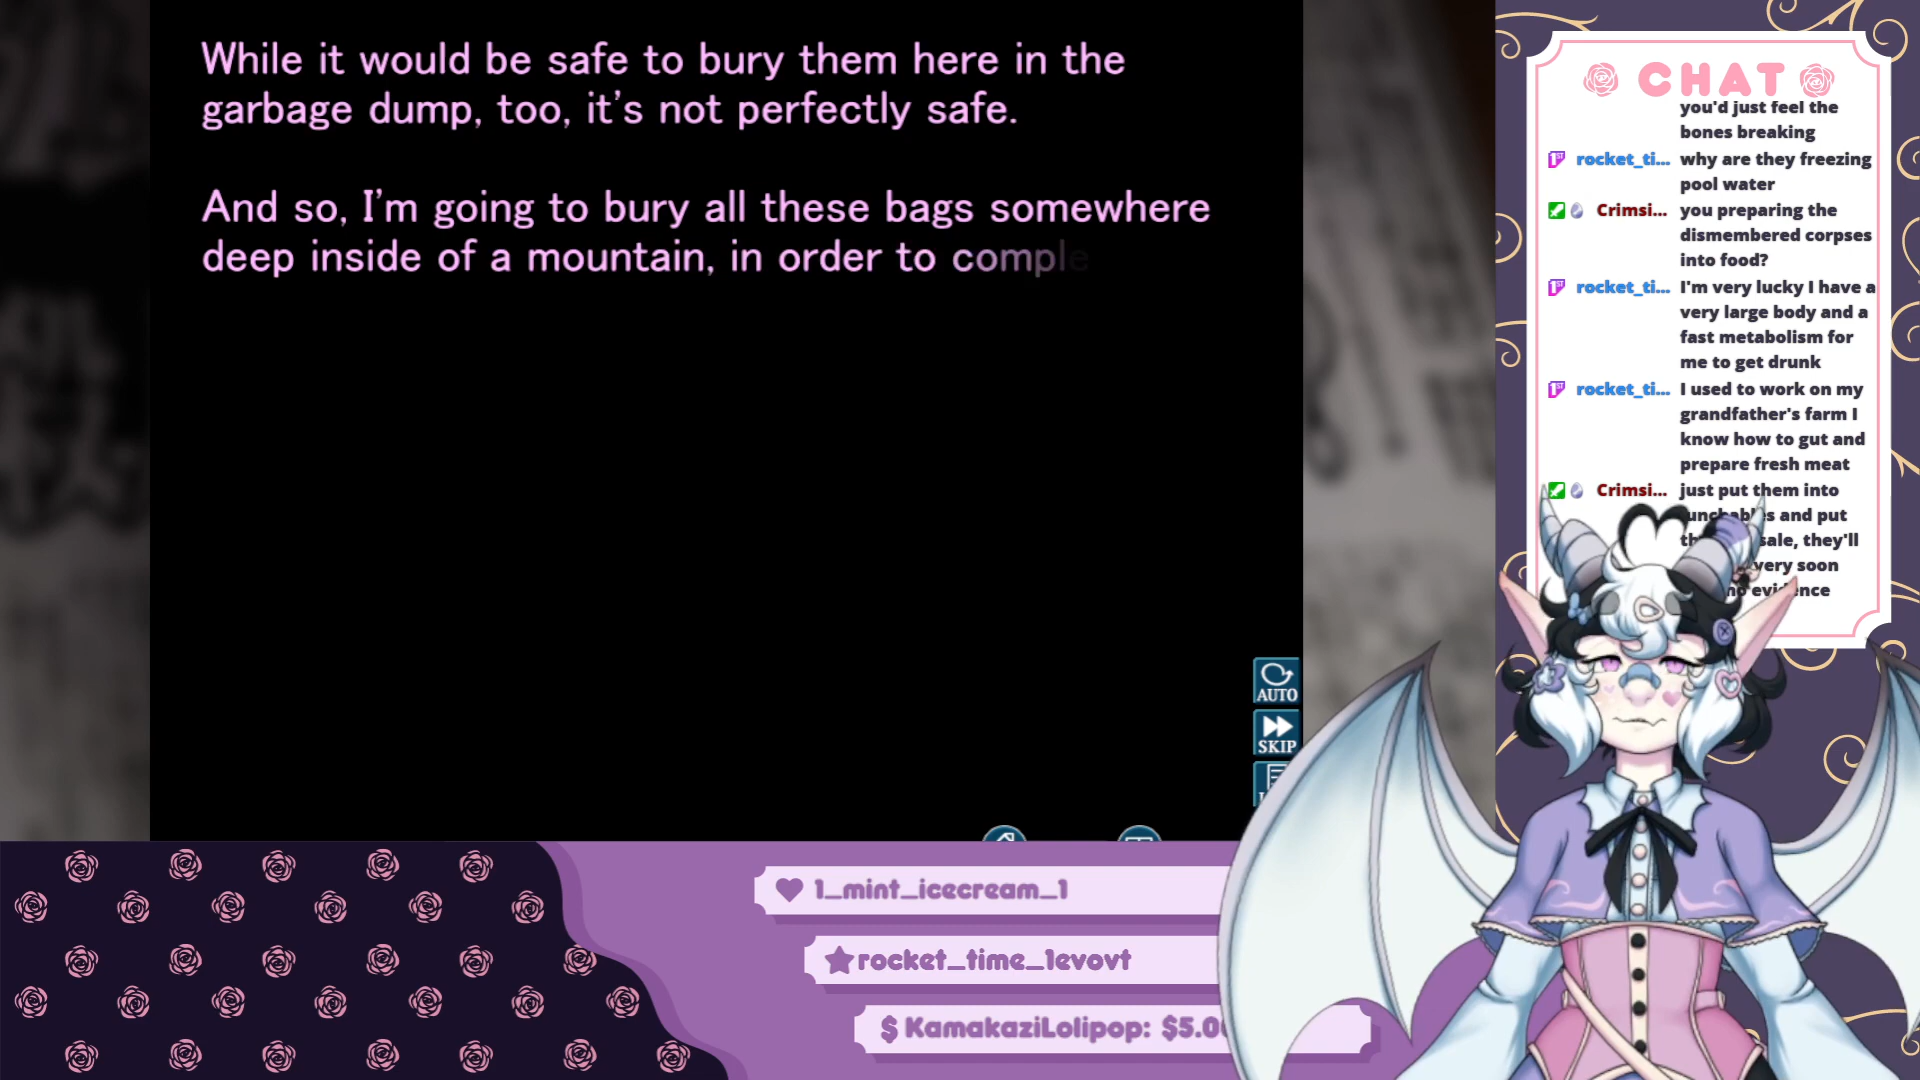 While it would be safe to bury them here in the
garbage dump, too, it's not perfectly safe.
And so, I'm going to bury all these bags somewhere
deep inside of a mountain, in order to comple
AUTO
SKIP
CHAT
you'd just feel the
bones breaking
rocket_ti... why are they freezing
pool water
Crimsi... you preparing the
dismembered corpses
into food?
rocket_ti... I'm very lucky I have a
very large body and a
fast metabolism for
me to get drunk
rocket_ti... I used to work on my
grandfather's farm I
know how to gut and
prepare fresh meat
Crimsi... just put them into
and put
sale, they'll
very soon
no evidence
1_mint_icecream_1
rocket_time_1evovt
$ KamakaziLolipop: $5.0